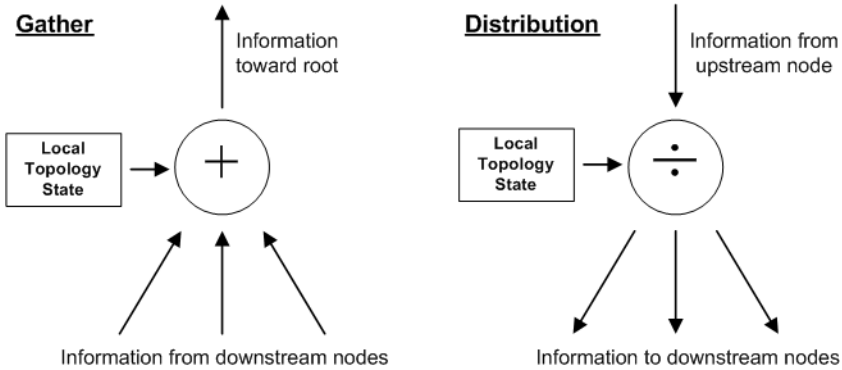 Gather
Information
toward root
Local
Topology
State
+
Information from downstream nodes
Distribution
Information from
upstream node
Local
Topology
State
÷
Information to downstream nodes